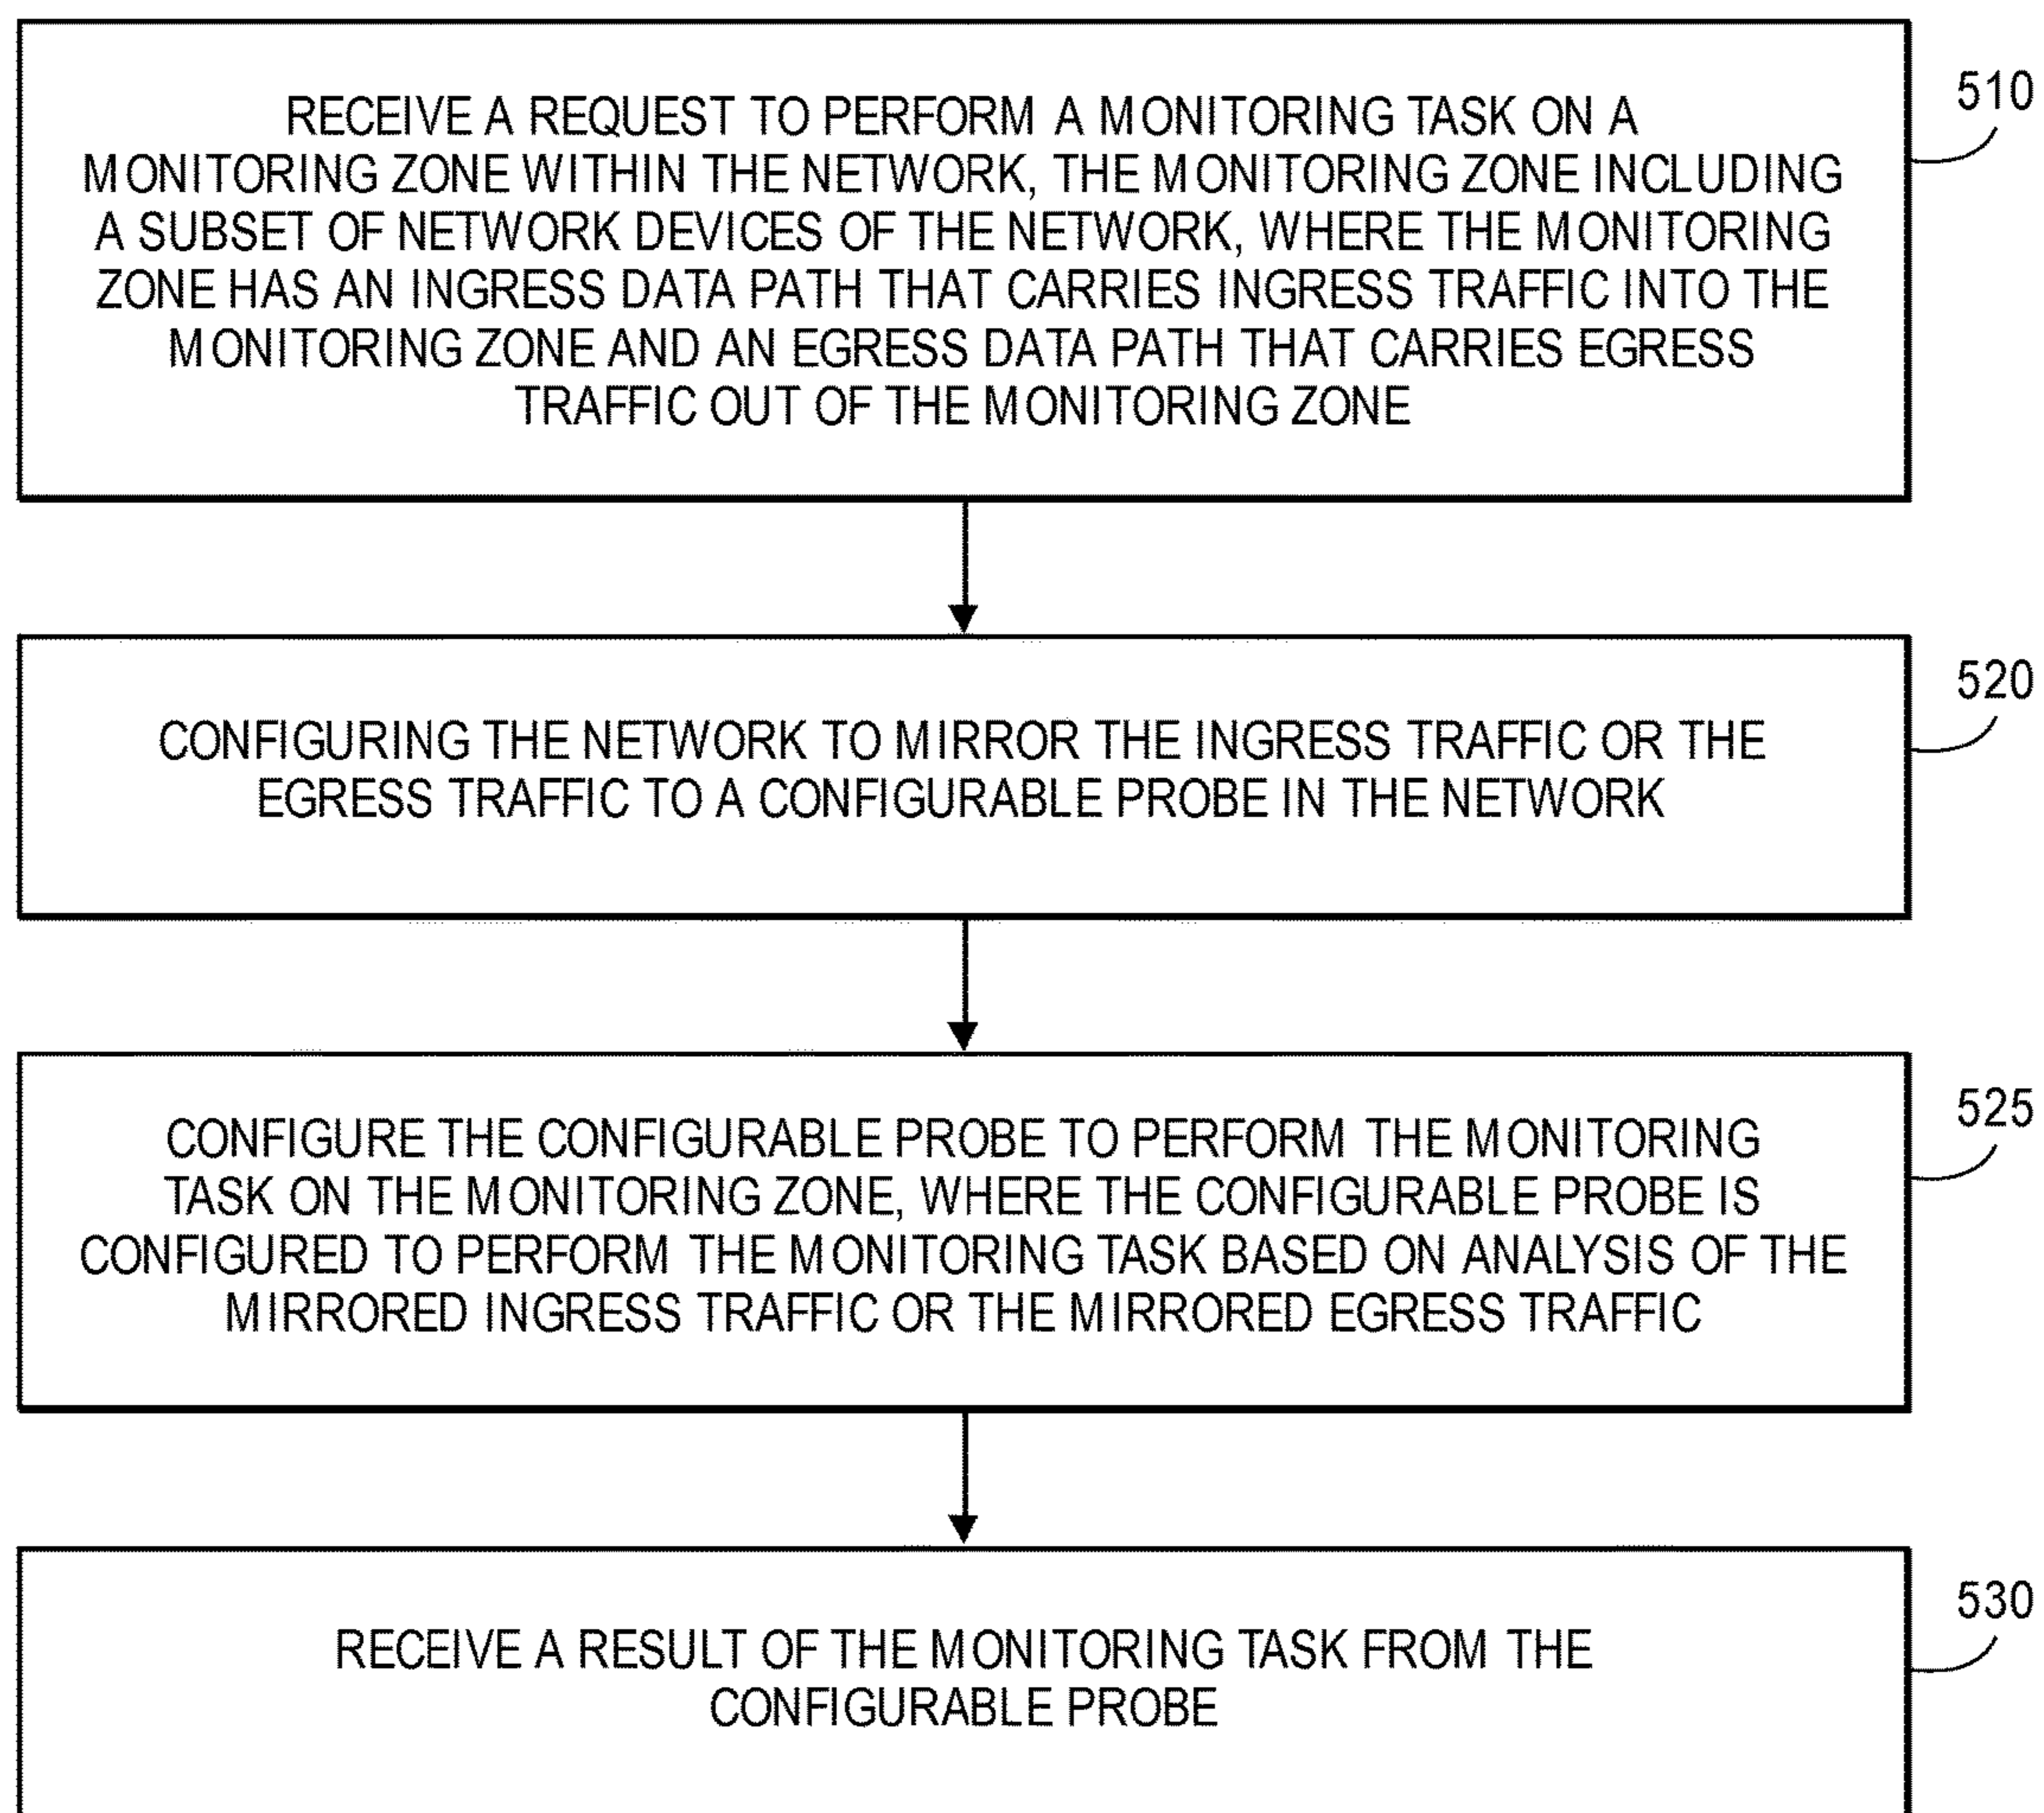 RECEIVE A REQUEST TO PERFORM A MONITORING TASK ON A
MONITORING ZONE WITHIN THE NETWORK, THE MONITORING ZONE INCLUDING
A SUBSET OF NETWORK DEVICES OF THE NETWORK, WHERE THE MONITORING
ZONE HAS AN INGRESS DATA PATH THAT CARRIES INGRESS TRAFFIC INTO THE
MONITORING ZONE AND AN EGRESS DATA PATH THAT CARRIES EGRESS
TRAFFIC OUT OF THE MONITORING ZONE
510
CONFIGURING THE NETWORK TO MIRROR THE INGRESS TRAFFIC OR THE
EGRESS TRAFFIC TO A CONFIGURABLE PROBE IN THE NETWORK
520
CONFIGURE THE CONFIGURABLE PROBE TO PERFORM THE MONITORING
TASK ON THE MONITORING ZONE, WHERE THE CONFIGURABLE PROBE IS
CONFIGURED TO PERFORM THE MONITORING TASK BASED ON ANALYSIS OF THE
MIRRORED INGRESS TRAFFIC OR THE MIRRORED EGRESS TRAFFIC
525
RECEIVE A RESULT OF THE MONITORING TASK FROM THE
CONFIGURABLE PROBE
530